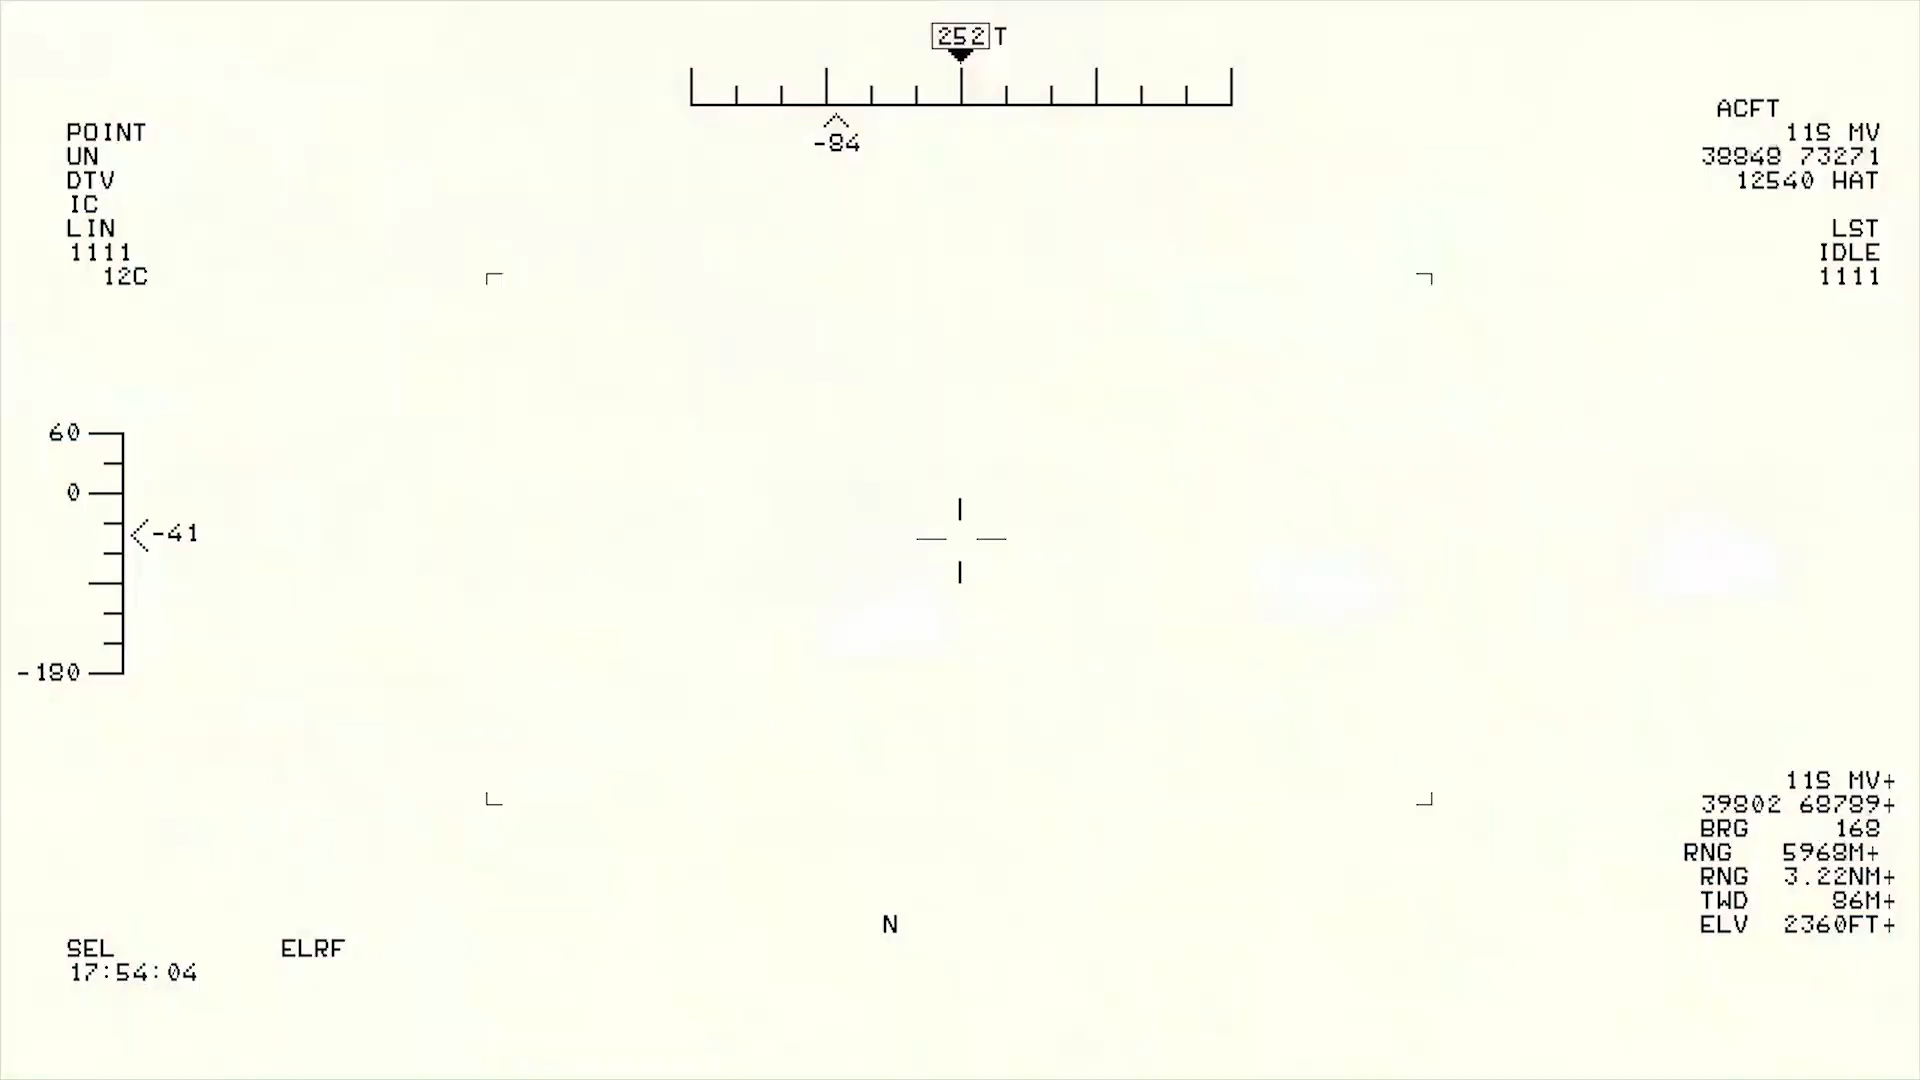 252 T
-84
POINT
UN
DTV
IC
LIN
1111
12C
ACFT
11S MV
38848 73271
12540 HAT
LST
IDLE
1111
60
0
-41
-180
11S MV+
39802 68789+
BRG 168
RNG 5968M+
RNG 3.22NM+
TWD 86M+
ELV 2360FT+
N
SEL ELRF
17:54:04